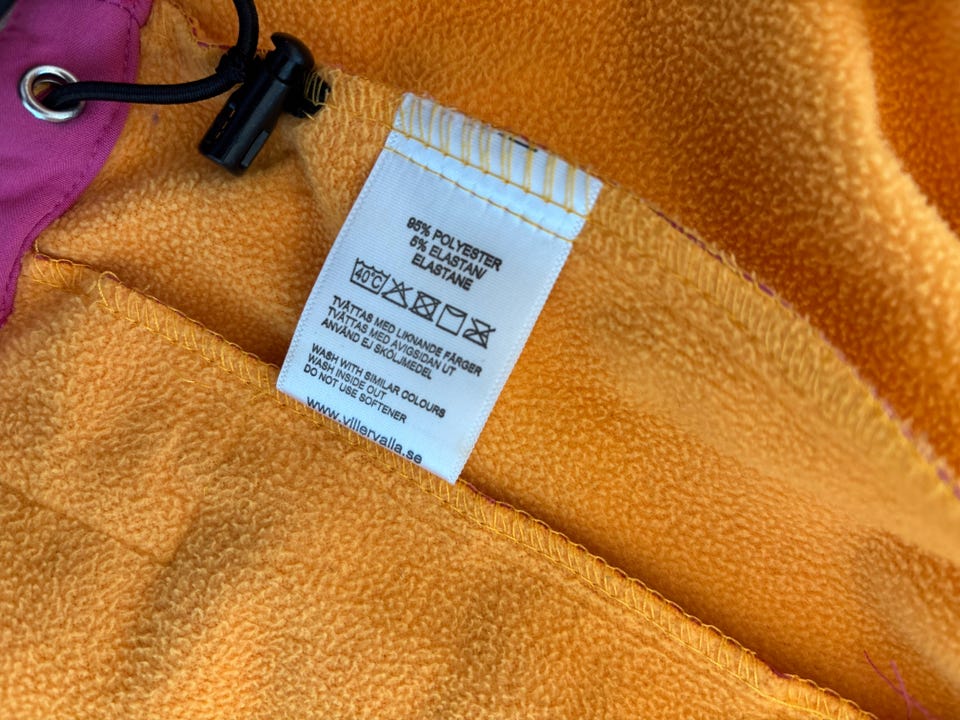 95% POLYESTER
5% ELASTAN/
ELASTANE
40°C
TVÄTTAS MED LIKNANDE FÄRGER
TVÄTTAS MED AVIGSIDAN UT
ANVÄND EJ SKÖLJMEDEL
WASH WITH SIMILAR COLOURS
WASH INSIDE OUT
DO NOT USE SOFTENER
www.villervalla.se